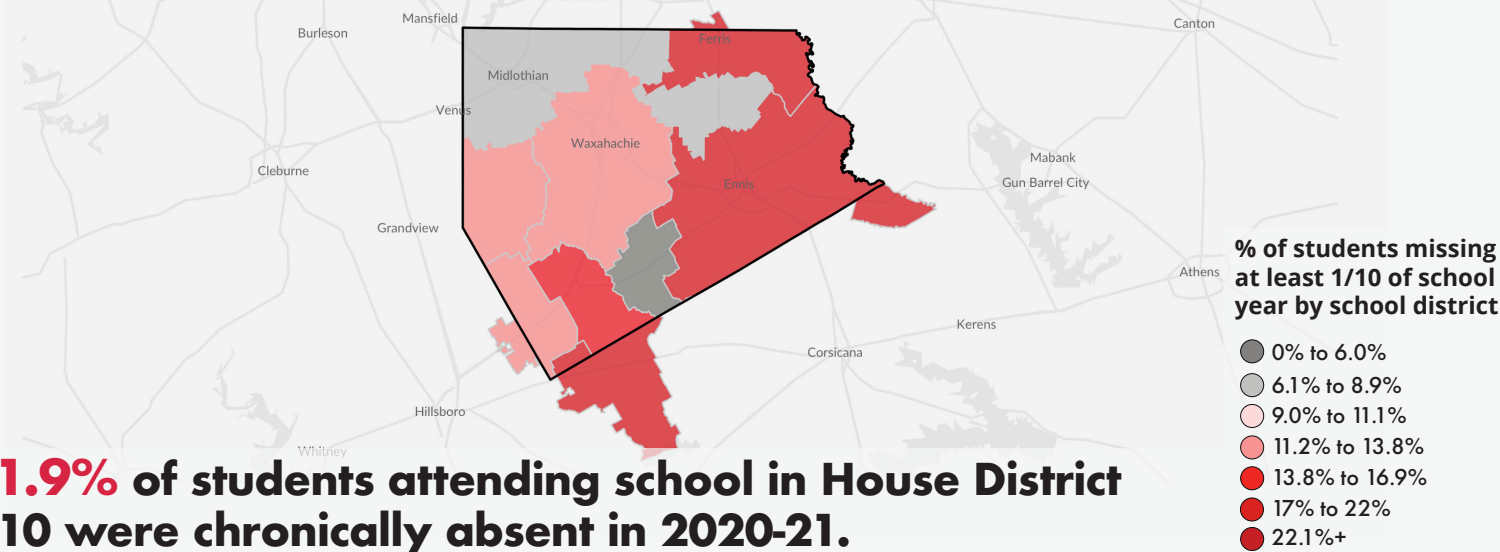 Mansfield
Burleson
Canton
Ferris
Midlothian
Venus
Waxahachie
Cleburne
Mabank
Ennis
Gun Barrel City
Grandview
% of students missing
at least 1/10 of school
year by school district
Athens
Kerens
Corsicana
0% to 6.0%
6.1% to 8.9%
9.0% to 11.1%
11.2% to 13.8%
13.8% to 16.9%
17% to 22%
22.1%+
Hillsboro
Whitney
1.9% of students attending school in House District
10 were chronically absent in 2020-21.